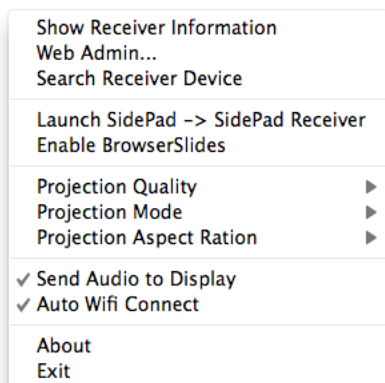 Show Receiver Information
Web Admin...
Search Receiver Device
Launch SidePad -> SidePad Receiver
Enable BrowserSlides
Projection Quality
Projection Mode
Projection Aspect Ration
Send Audio to Display
Auto Wifi Connect
About
Exit